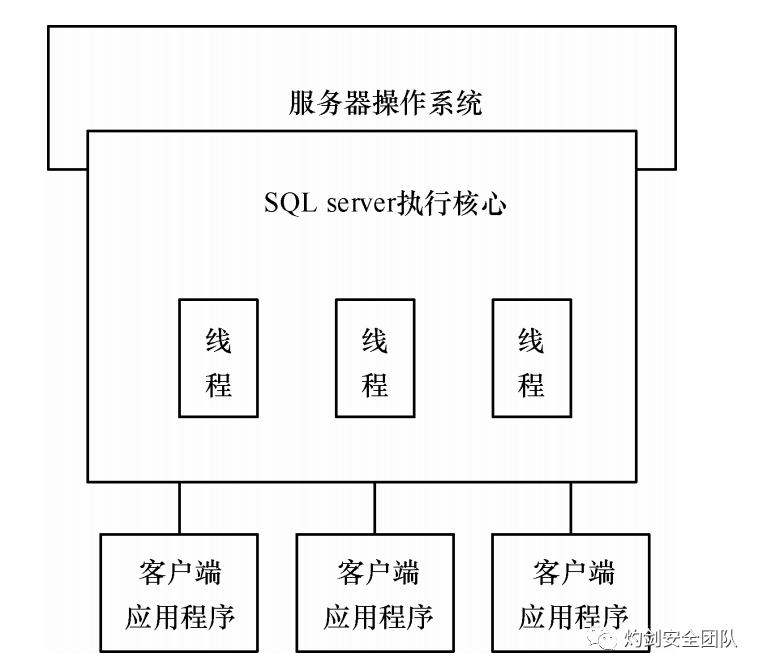 服务器操作系统
SQL server执行核心
线 线 线
程 程 程
客户端 客户端 客户端
应用程序 应用程序 应用程序
灼剑安全团队